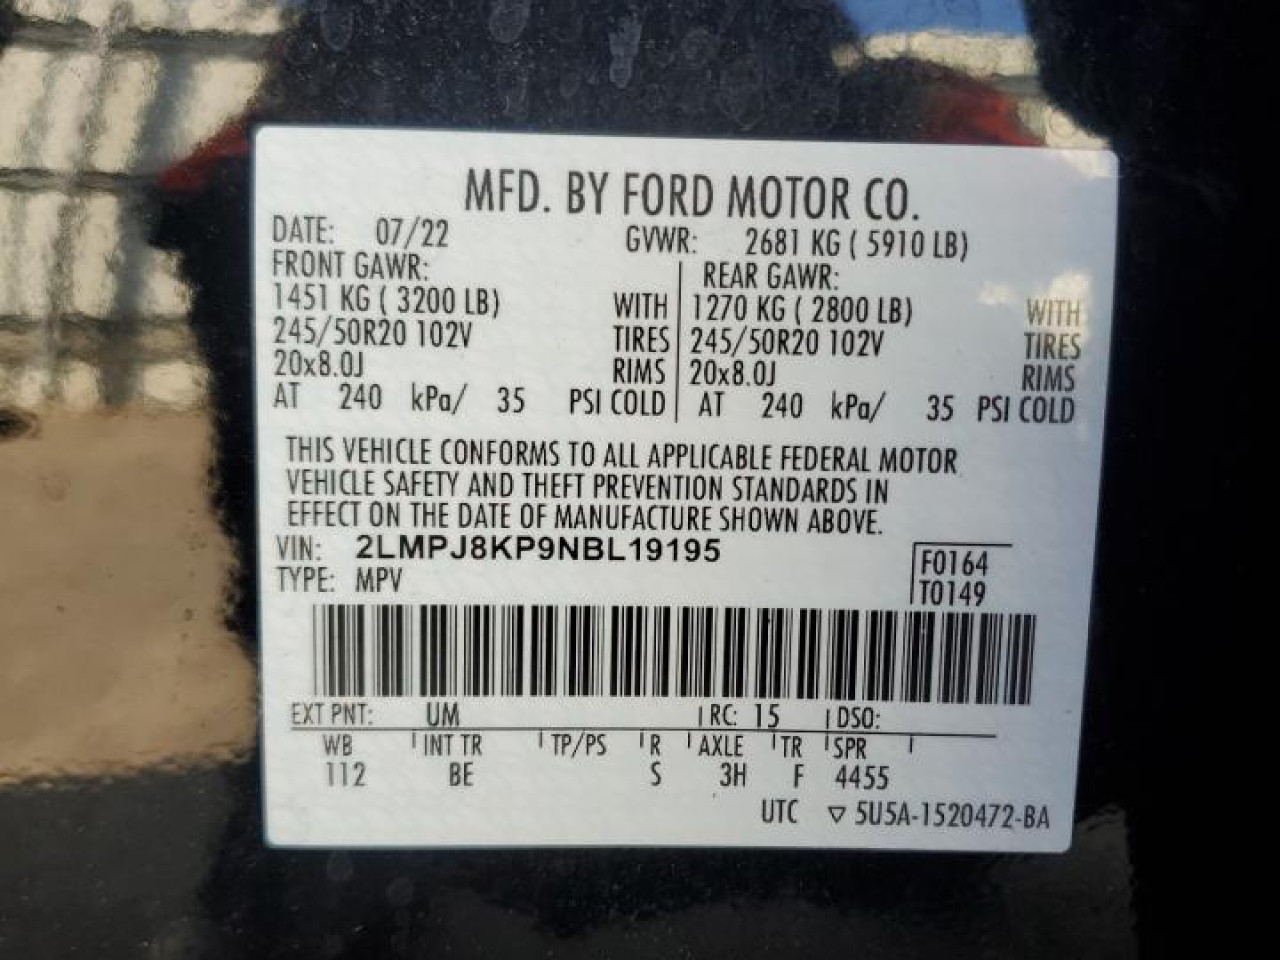 MFD. BY FORD MOTOR CO.
DATE: 07/22 GVWR: 2681 KG ( 5910 LB)
FRONT GAWR: REAR GAWR:
1451 KG ( 3200 LB) WITH 1270 KG ( 2800 LB) WITH
245/50R20 102V TIRES 245/50R20 102V TIRES
20x8.0J RIMS 20x8.0J RIMS
AT 240 kPa/ 35 PSI COLD AT 240 kPa/ 35 PSI COLD
THIS VEHICLE CONFORMS TO ALL APPLICABLE FEDERAL MOTOR
VEHICLE SAFETY AND THEFT PREVENTION STANDARDS IN
EFFECT ON THE DATE OF MANUFACTURE SHOWN ABOVE.
VIN: 2LMPJ8KP9NBL19195 F0164
TYPE: MPV T0149
EXT PNT: UM RC: 15 DSO:
WB INT TR TP/PS R AXLE TR SPR
112 BE S 3H F 4455
UTC ▽ 5U5A-1520472-BA